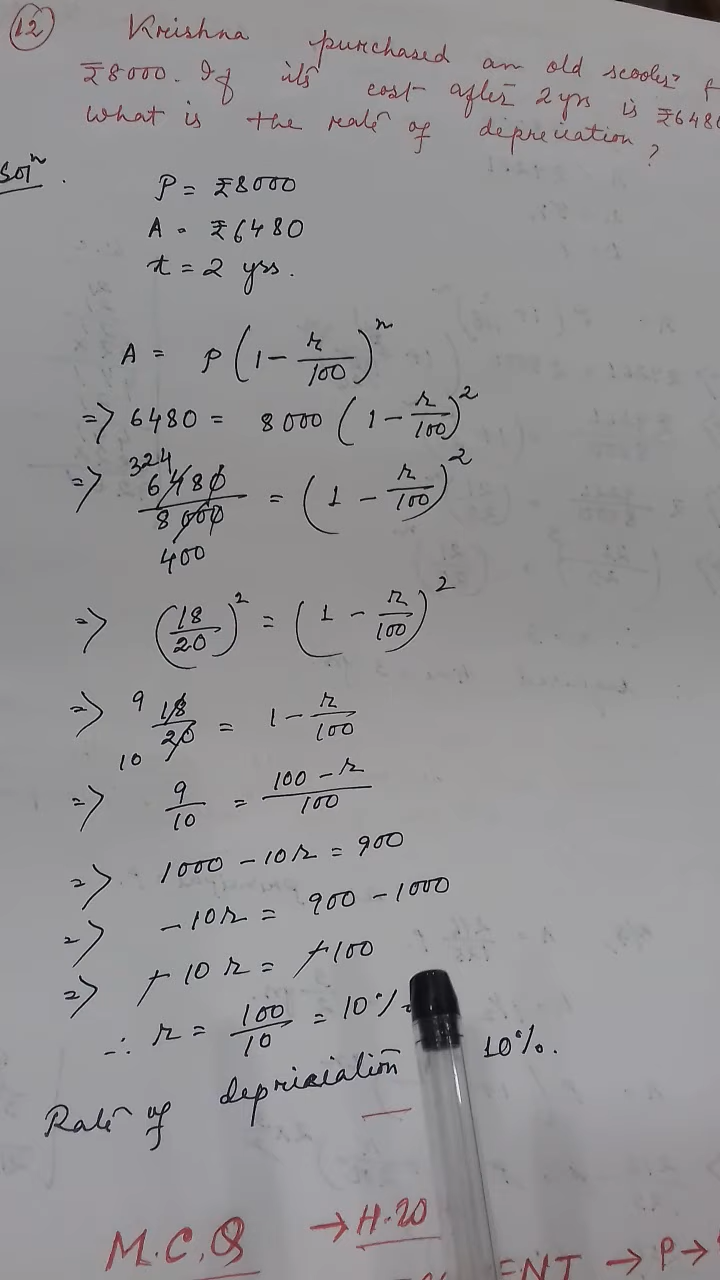 12 Krishna purchased an old scooter f
₹8000. If its cost after 2 yrs is ₹6480
What is the rate of depreciation?
Solⁿ.
P = ₹8000
A = ₹6480
t = 2 yrs.
A = P(1 - r/100)ⁿ
=> 6480 = 8000 (1 - r/100)²
=> 324 6480/8000 400 = (1 - r/100)²
=> (18/20)² = (1 - r/100)²
=> 9 18/20 10 = 1 - r/100
=> 9/10 = (100 - r)/100
=> 1000 - 10r = 900
=> -10r = 900 - 1000
=> +10r = +100
∴ r = 100/10 = 10%
Rate of depriciation 10%.
M.C.Q → H.20
ENT → P →